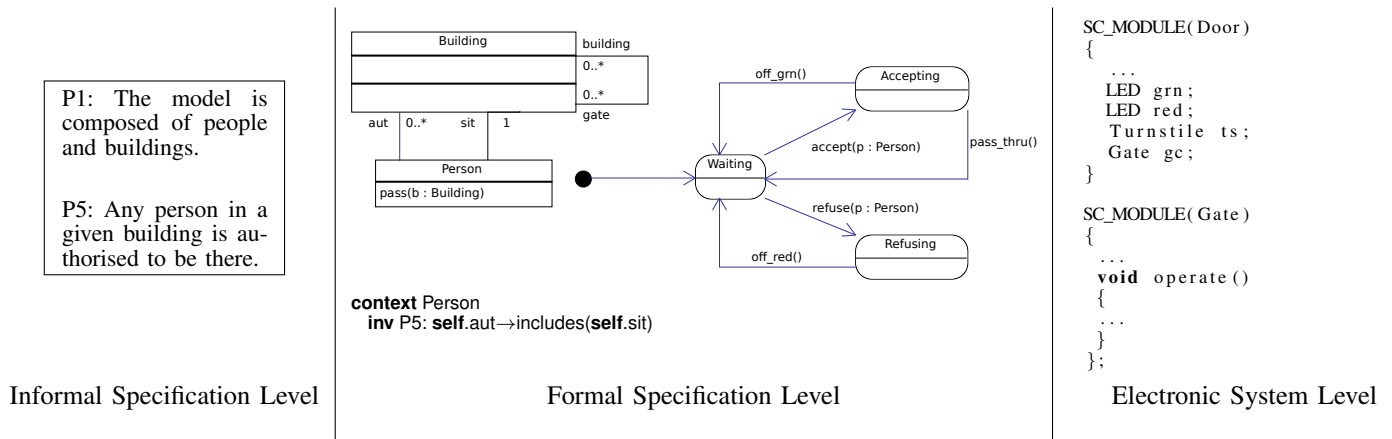 P1: The model is
composed of people
and buildings.
P5: Any person in a
given building is au-
thorised to be there.
Informal Specification Level
Building
building
0..*
0..*
gate
aut
0..*
sit
1
Person
pass(b : Building)
off_grn()
Accepting
accept(p : Person)
pass_thru()
Waiting
refuse(p : Person)
Refusing
off_red()
context Person
inv P5: self.aut→includes(self.sit)
Formal Specification Level
SC_MODULE(Door)
{
...
LED grn;
LED red;
Turnstile ts;
Gate gc;
}
SC_MODULE(Gate)
{
...
void operate()
{
...
}
};
Electronic System Level